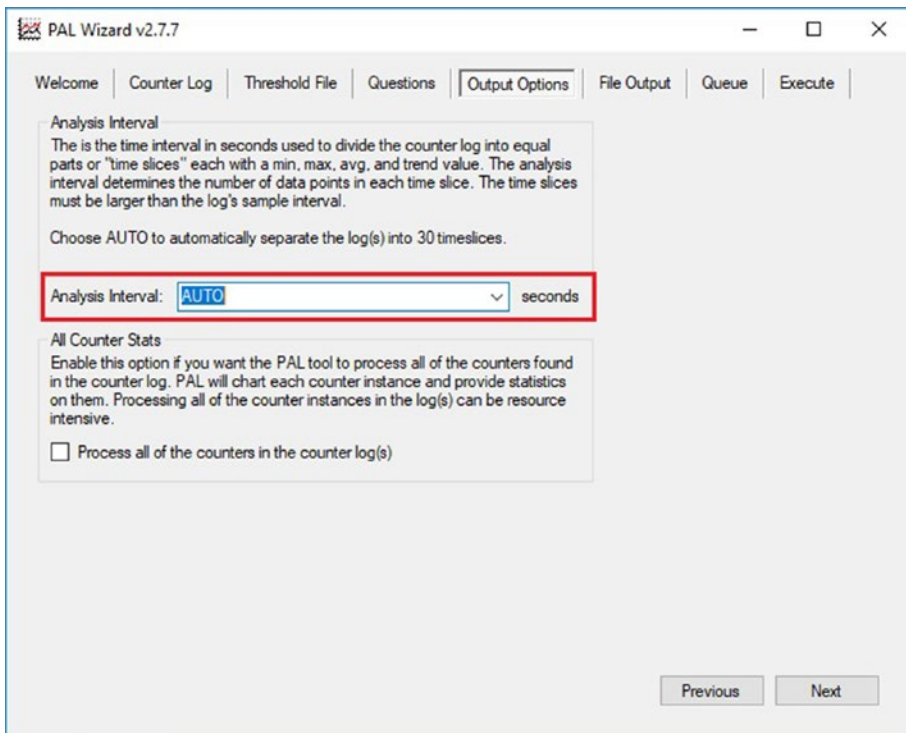 PAL Wizard v2.7.7
Welcome
Counter Log
Threshold File
Questions
Output Options
File Output
Queue
Execute
Analysis Interval
The is the time interval in seconds used to divide the counter log into equal
parts or "time slices" each with a min, max, avg, and trend value. The analysis
interval determines the number of data points in each time slice. The time slices
must be larger than the log's sample interval.
Choose AUTO to automatically separate the log(s) into 30 timeslices.
Analysis Interval: AUTO seconds
All Counter Stats
Enable this option if you want the PAL tool to process all of the counters found
in the counter log. PAL will chart each counter instance and provide statistics
on them. Processing all of the counter instances in the log(s) can be resource
intensive.
Process all of the counters in the counter log(s)
Previous
Next